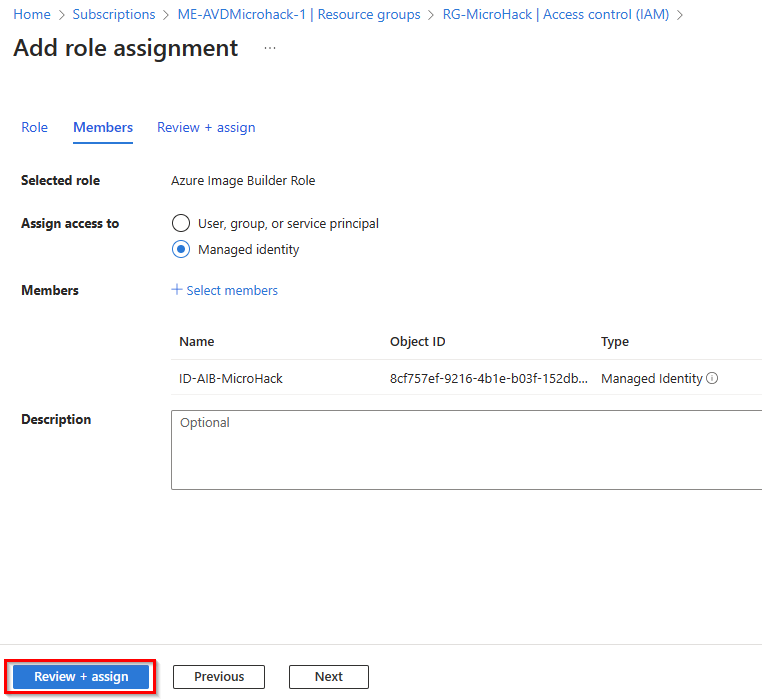 Home > Subscriptions > ME-AVDMicrohack-1 | Resource groups > RG-MicroHack | Access control (IAM) >
Add role assignment ...
Role Members Review + assign
Selected role Azure Image Builder Role
Assign access to User, group, or service principal
Managed identity
Members + Select members
Name Object ID Type
ID-AIB-MicroHack 8cf757ef-9216-4b1e-b03f-152db... Managed Identity
Description Optional
Review + assign Previous Next